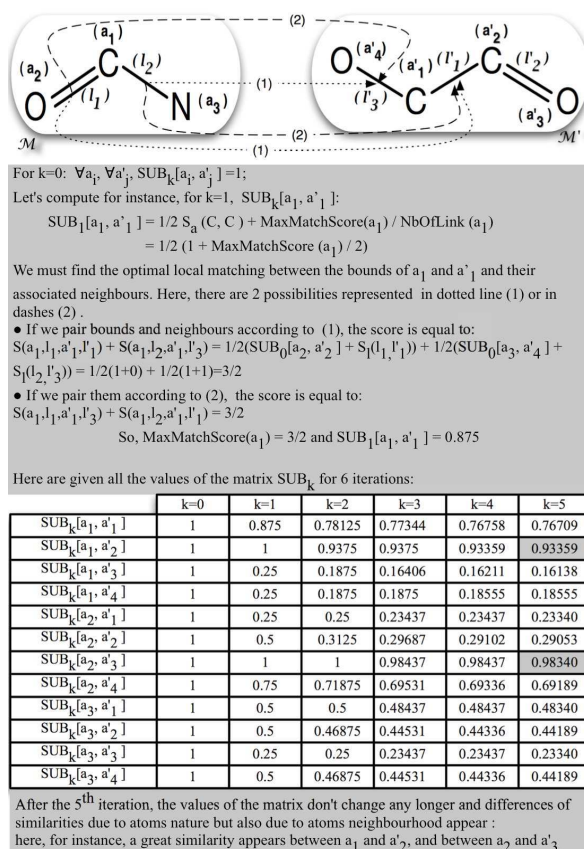 (2)
(a1) (a2) C (l2) (l1) O N (a3) M
(1)
(2)
(1)
O (a'4) (a'1) (l'1) C (a'2) (l'2) (l'3) C O (a'3) M'
For k=0: ∀ai, ∀a'j, SUBk[ai, a'j ] =1;
Let's compute for instance, for k=1, SUBk[a1, a’1 ]:
SUB1[a1, a’1 ] = 1/2 Sa (C, C ) + MaxMatchScore(a1) / NbOfLink (a1)
= 1/2 (1 + MaxMatchScore (a1) / 2)
We must find the optimal local matching between the bounds of a1 and a’1 and their
associated neighbours. Here, there are 2 possibilities represented in dotted line (1) or in
dashes (2) .
● If we pair bounds and neighbours according to (1), the score is equal to:
S(a1,l1,a'1,l'1) + S(a1,l2,a'1,l'3) = 1/2(SUB0[a2, a'2 ] + Sl(l1,l'1)) + 1/2(SUB0[a3, a'4 ] +
Sl(l2,l'3)) = 1/2(1+0) + 1/2(1+1)=3/2
● If we pair them according to (2), the score is equal to:
S(a1,l1,a'1,l'3) + S(a1,l2,a'1,l'1) = 3/2
So, MaxMatchScore(a1) = 3/2 and SUB1[a1, a'1 ] = 0.875
Here are given all the values of the matrix SUBk for 6 iterations:
k=0 k=1 k=2 k=3 k=4 k=5
SUBk[a1, a'1 ] 1 0.875 0.78125 0.77344 0.76758 0.76709
SUBk[a1, a'2 ] 1 1 0.9375 0.9375 0.93359 0.93359
SUBk[a1, a'3 ] 1 0.25 0.1875 0.16406 0.16211 0.16138
SUBk[a1, a'4 ] 1 0.25 0.1875 0.1875 0.18555 0.18555
SUBk[a2, a'1 ] 1 0.25 0.25 0.23437 0.23437 0.23340
SUBk[a2, a'2 ] 1 0.5 0.3125 0.29687 0.29102 0.29053
SUBk[a2, a'3 ] 1 1 1 0.98437 0.98437 0.98340
SUBk[a2, a'4 ] 1 0.75 0.71875 0.69531 0.69336 0.69189
SUBk[a3, a'1 ] 1 0.5 0.5 0.48437 0.48437 0.48340
SUBk[a3, a'2 ] 1 0.5 0.46875 0.44531 0.44336 0.44189
SUBk[a3, a'3 ] 1 0.25 0.25 0.23437 0.23437 0.23340
SUBk[a3, a'4 ] 1 0.5 0.46875 0.44531 0.44336 0.44189
After the 5th iteration, the values of the matrix don't change any longer and differences of
similarities due to atoms nature but also due to atoms neighbourhood appear :
here, for instance, a great similarity appears between a1 and a'2, and between a2 and a'3